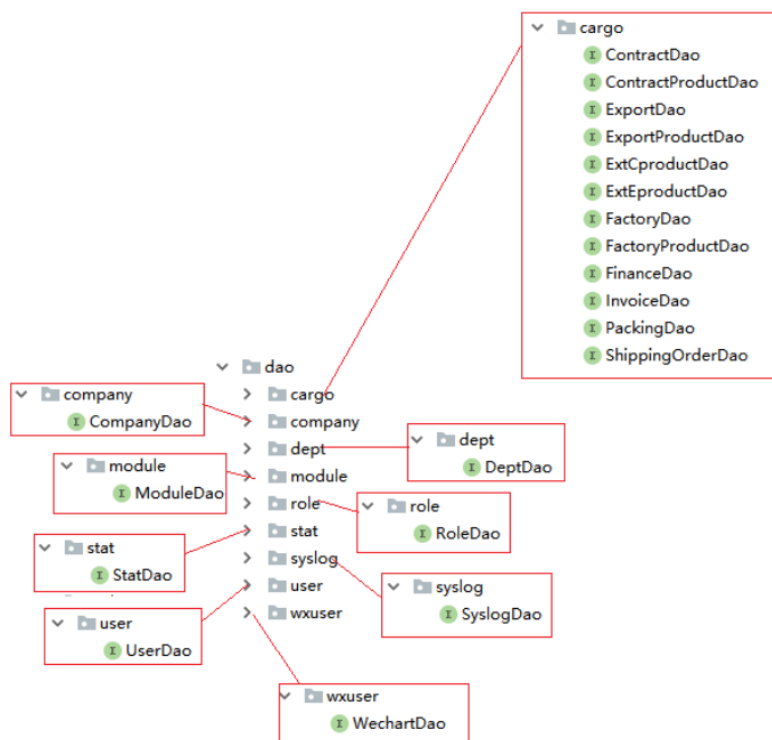 cargo
ContractDao
ContractProductDao
ExportDao
ExportProductDao
ExtCproductDao
ExtEproductDao
FactoryDao
FactoryProductDao
FinanceDao
InvoiceDao
PackingDao
ShippingOrderDao
dao
cargo
company
dept
module
role
stat
syslog
user
wxuser
company
CompanyDao
dept
DeptDao
module
ModuleDao
role
RoleDao
stat
StatDao
syslog
SyslogDao
user
UserDao
wxuser
WechartDao